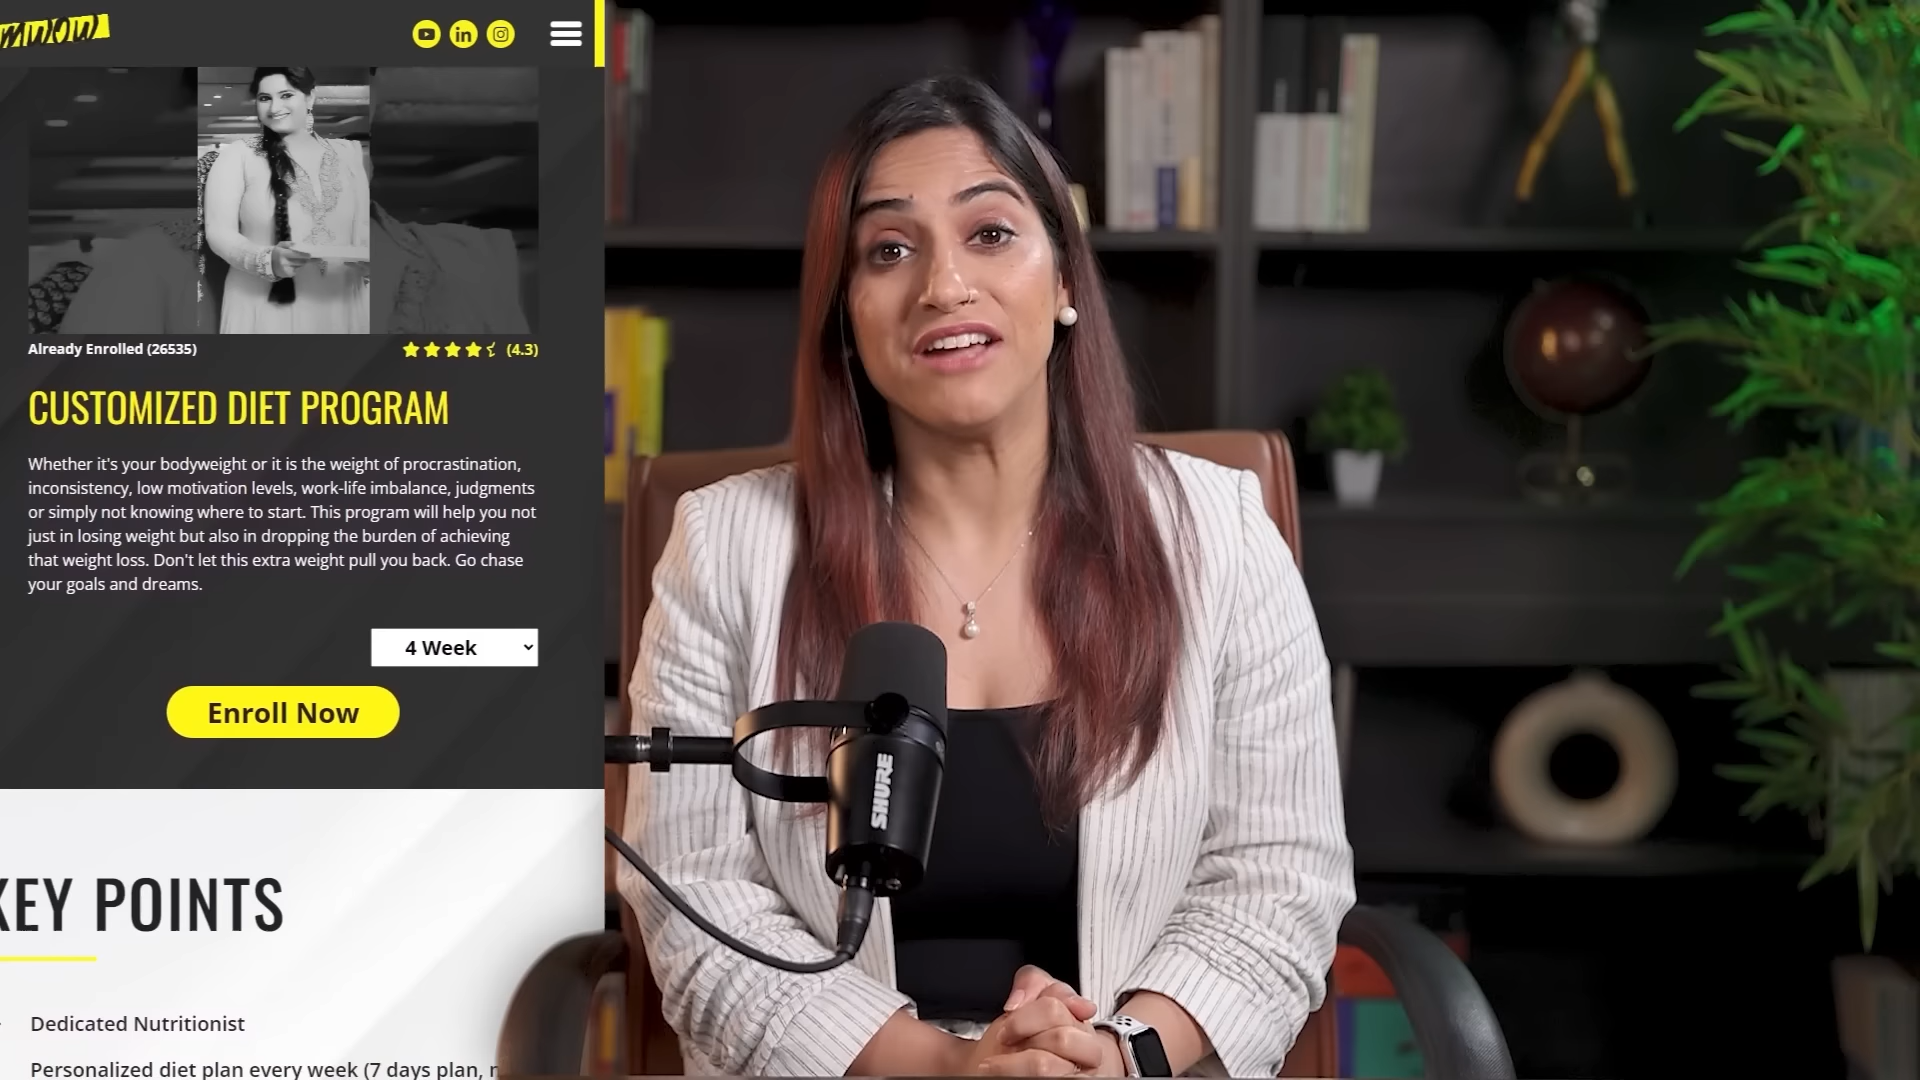 Already Enrolled (26535)
(4.3)
CUSTOMIZED DIET PROGRAM
Whether it's your bodyweight or it is the weight of procrastination,
inconsistency, low motivation levels, work-life imbalance, judgments
or simply not knowing where to start. This program will help you not
just in losing weight but also in dropping the burden of achieving
that weight loss. Don't let this extra weight pull you back. Go chase
your goals and dreams.
4 Week
Enroll Now
KEY POINTS
Dedicated Nutritionist
Personalized diet plan every week (7 days plan,
SHURE